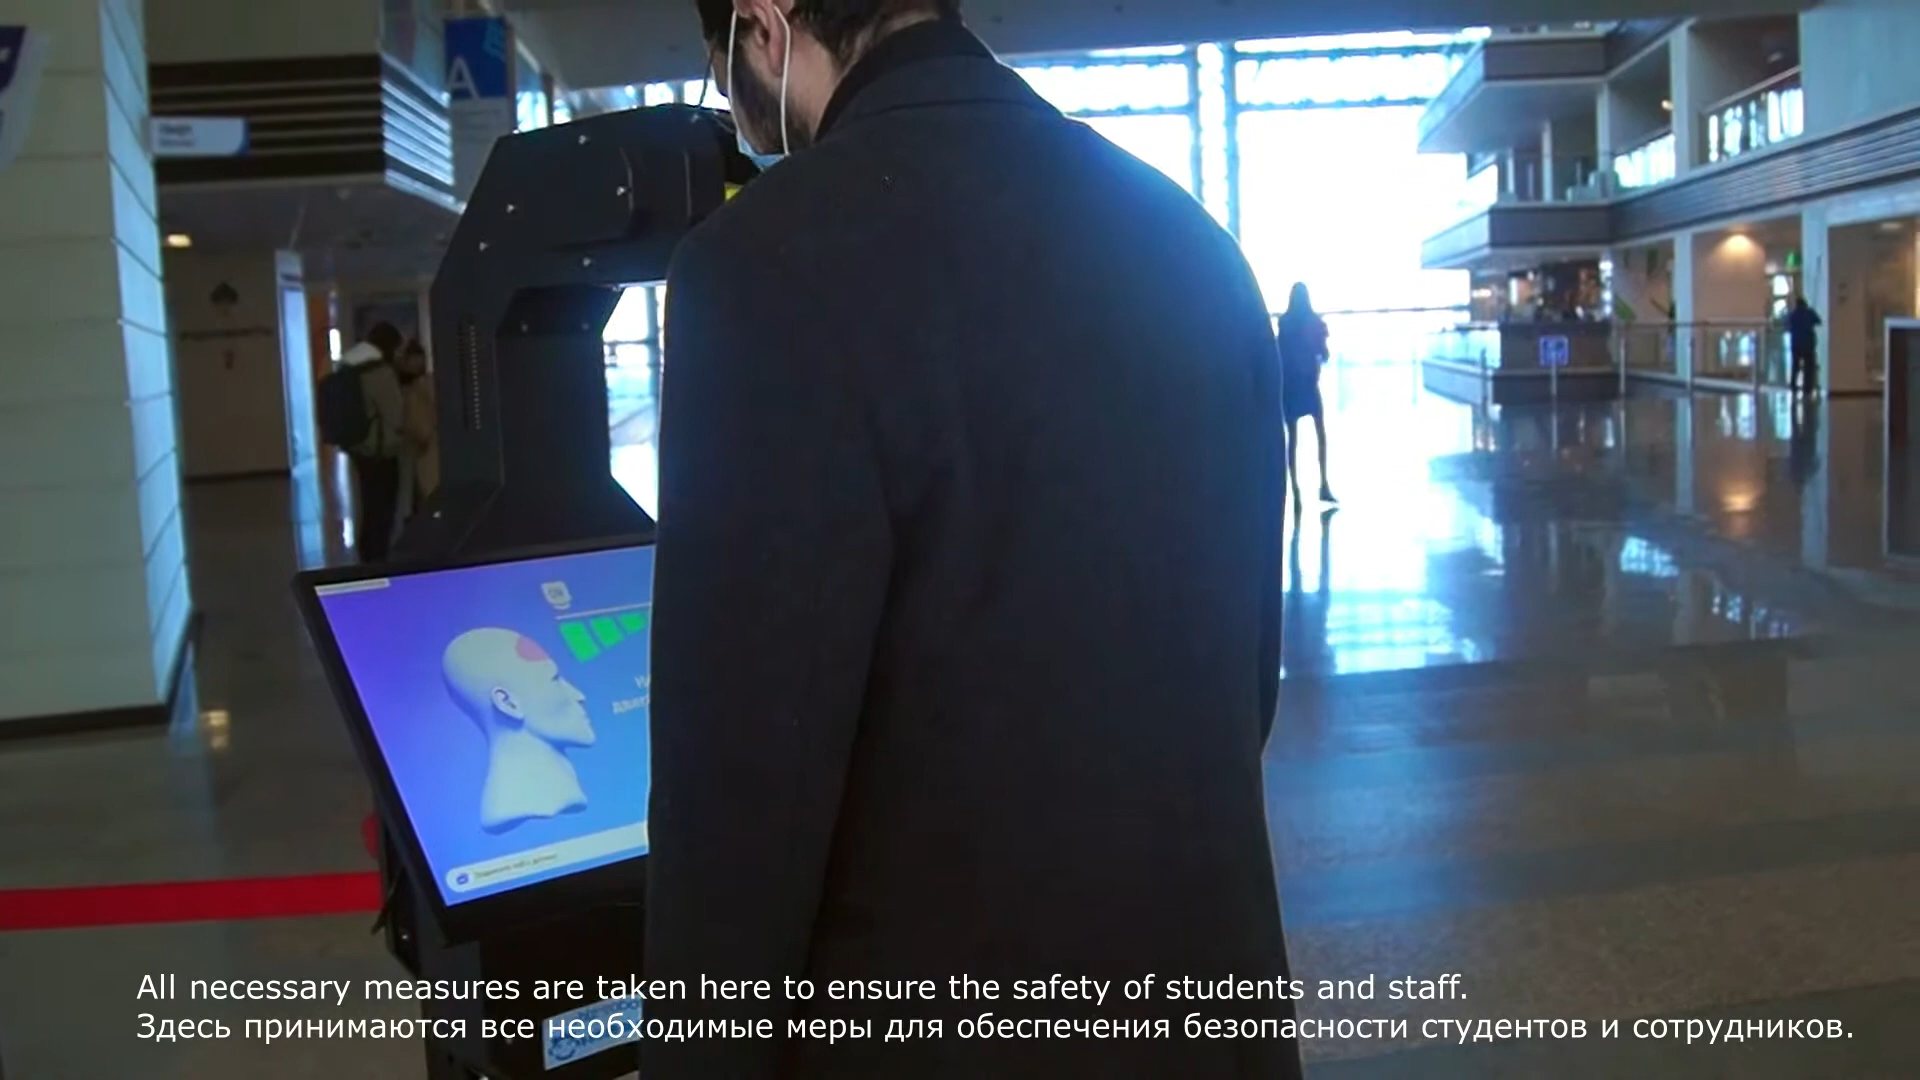 A
All necessary measures are taken here to ensure the safety of students and staff.
Здесь принимаются все необходимые меры для обеспечения безопасности студентов и сотрудников.